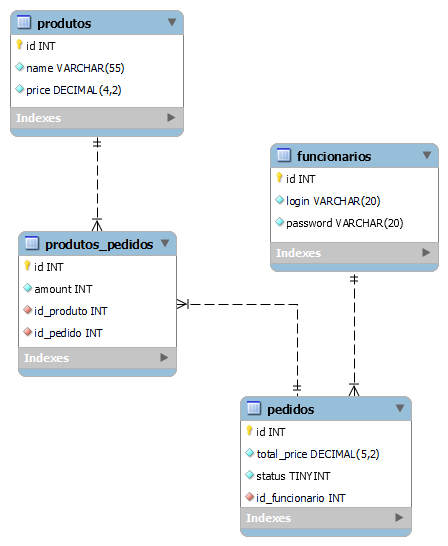 produtos
id INT
name VARCHAR(55)
price DECIMAL(4,2)
Indexes
funcionarios
id INT
login VARCHAR(20)
password VARCHAR(20)
Indexes
produtos_pedidos
id INT
amount INT
id_produto INT
id_pedido INT
Indexes
pedidos
id INT
total_price DECIMAL(5,2)
status TINYINT
id_funcionario INT
Indexes